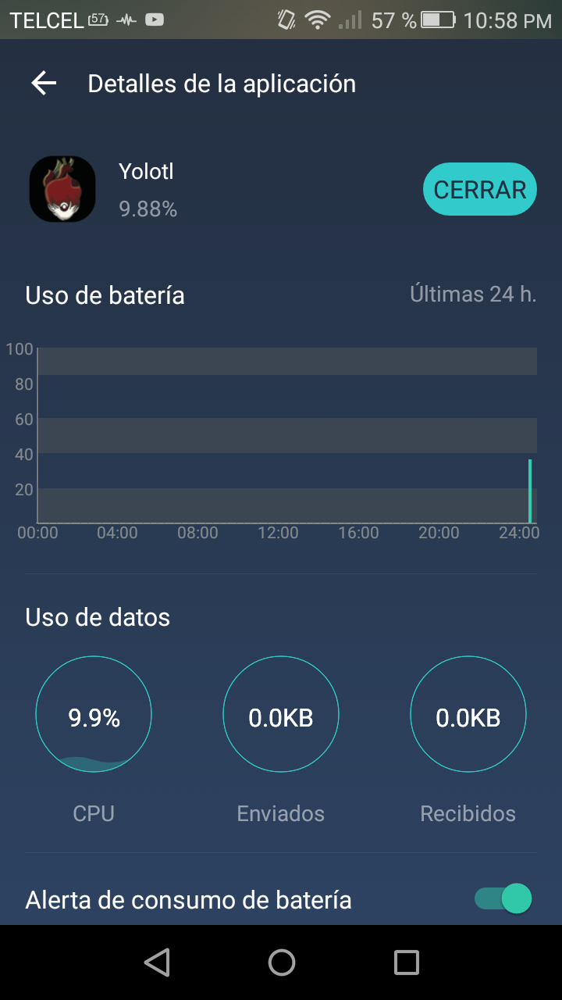 TELCEL 57 57 % 10:58 PM
Detalles de la aplicación
Yolotl
9.88%
CERRAR
Uso de batería
Últimas 24 h.
100
80
60
40
20
00:00 04:00 08:00 12:00 16:00 20:00 24:00
Uso de datos
9.9% 0.0KB 0.0KB
CPU Enviados Recibidos
Alerta de consumo de batería